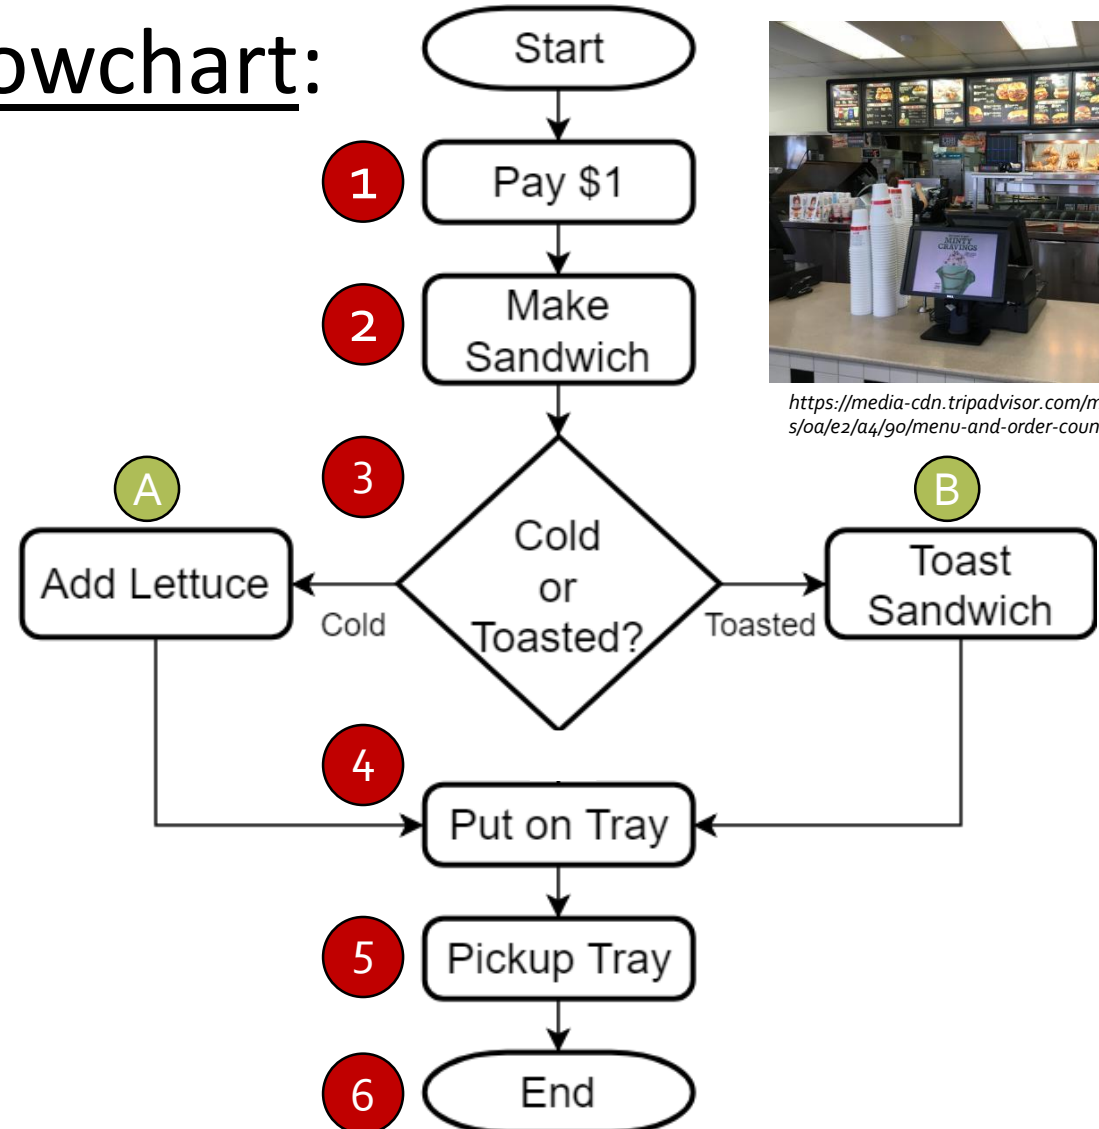 owchart:
Start
1
Pay $1
2
Make
Sandwich
MINTY
CRAVINGS
https://media-cdn.tripadvisor.com/m
s/0a/e2/a4/90/menu-and-order-coun
3
Cold
or
Toasted?
A
Add Lettuce
Cold
B
Toast
Sandwich
Toasted
4
Put on Tray
5
Pickup Tray
6
End